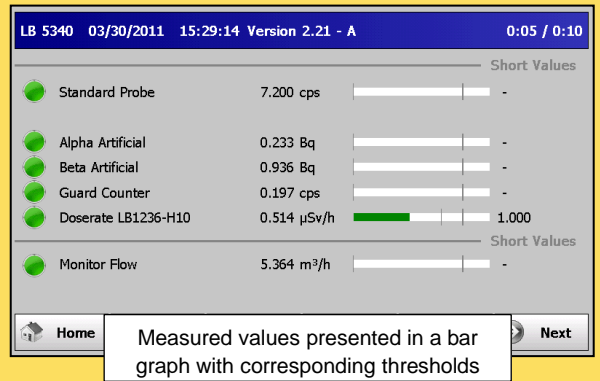 LB 5340 03/30/2011 15:29:14 Version 2.21 - A 0:05 / 0:10
Short Values
Standard Probe 7.200 cps -
Alpha Artificial 0.233 Bq -
Beta Artificial 0.936 Bq -
Guard Counter 0.197 cps -
Doserate LB1236-H10 0.514 µSv/h 1.000
Short Values
Monitor Flow 5.364 m³/h -
Home Next
Measured values presented in a bar
graph with corresponding thresholds